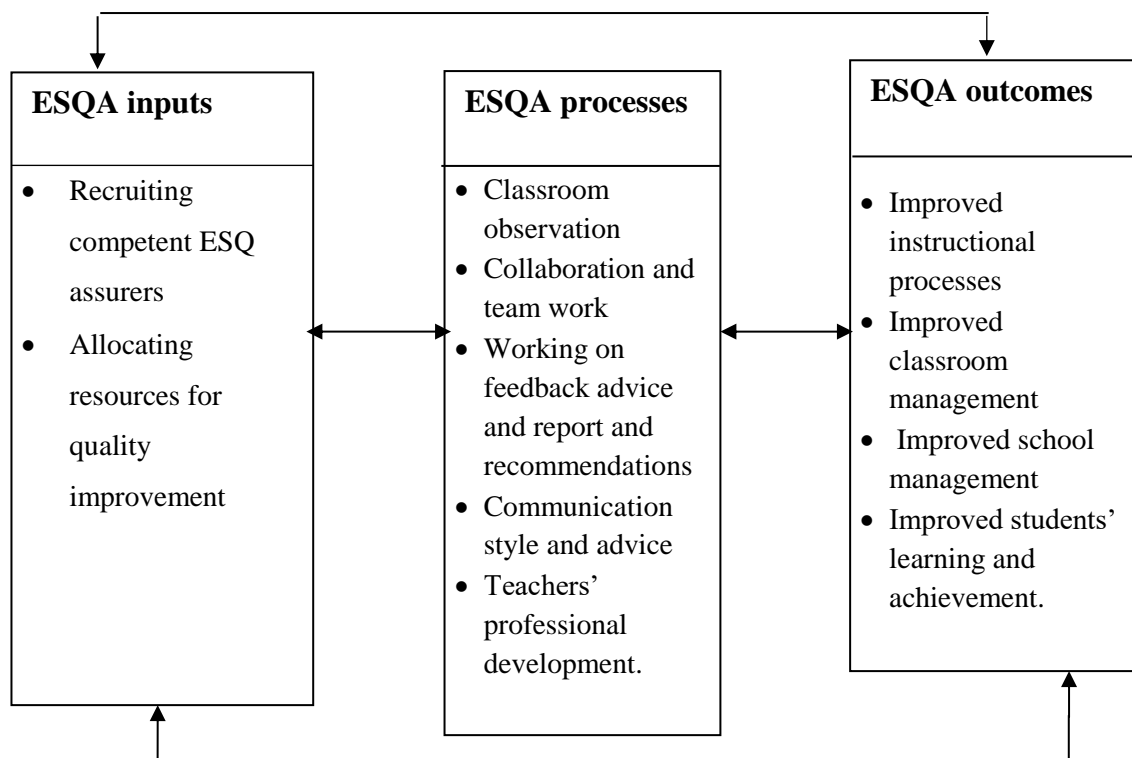 ESQA inputs
• Recruiting
competent ESQ
assurers
• Allocating
resources for
quality
improvement
ESQA processes
• Classroom
observation
• Collaboration and
team work
• Working on
feedback advice
and report and
recommendations
• Communication
style and advice
• Teachers’
professional
development.
ESQA outcomes
• Improved
instructional
processes
• Improved
classroom
management
• Improved school
management
• Improved students’
learning and
achievement.